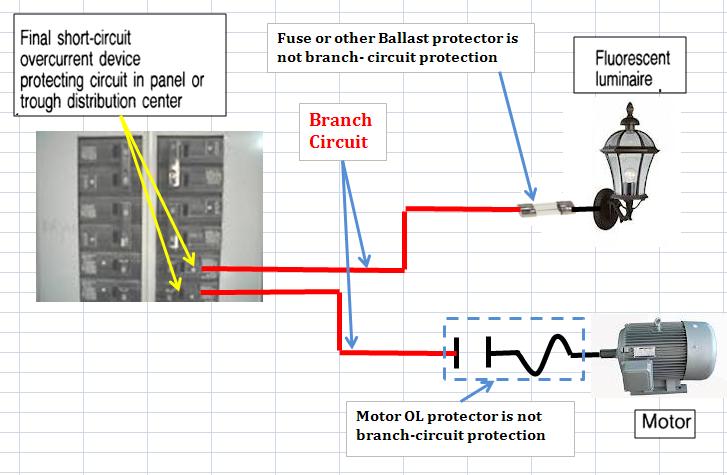 Final short-circuit
overcurrent device
protecting circuit in panel or
trough distribution center
Fuse or other Ballast protector is
not branch- circuit protection
Fluorescent
luminaire .
Branch
Circuit
Motor OL protector is not
branch-circuit protection
Motor